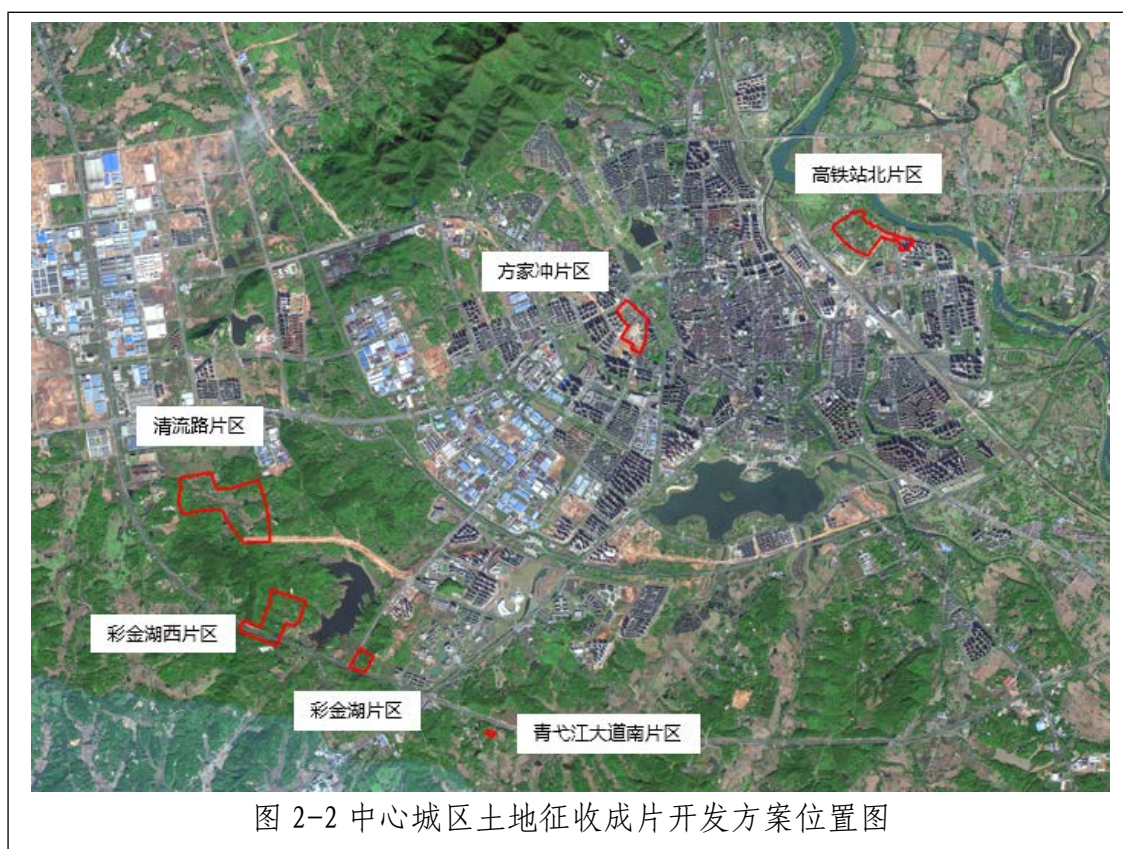 高铁站北片区
方家冲片区
清流路片区
彩金湖西片区
彩金湖片区
青弋江大道南片区
图 2-2 中心城区土地征收成片开发方案位置图